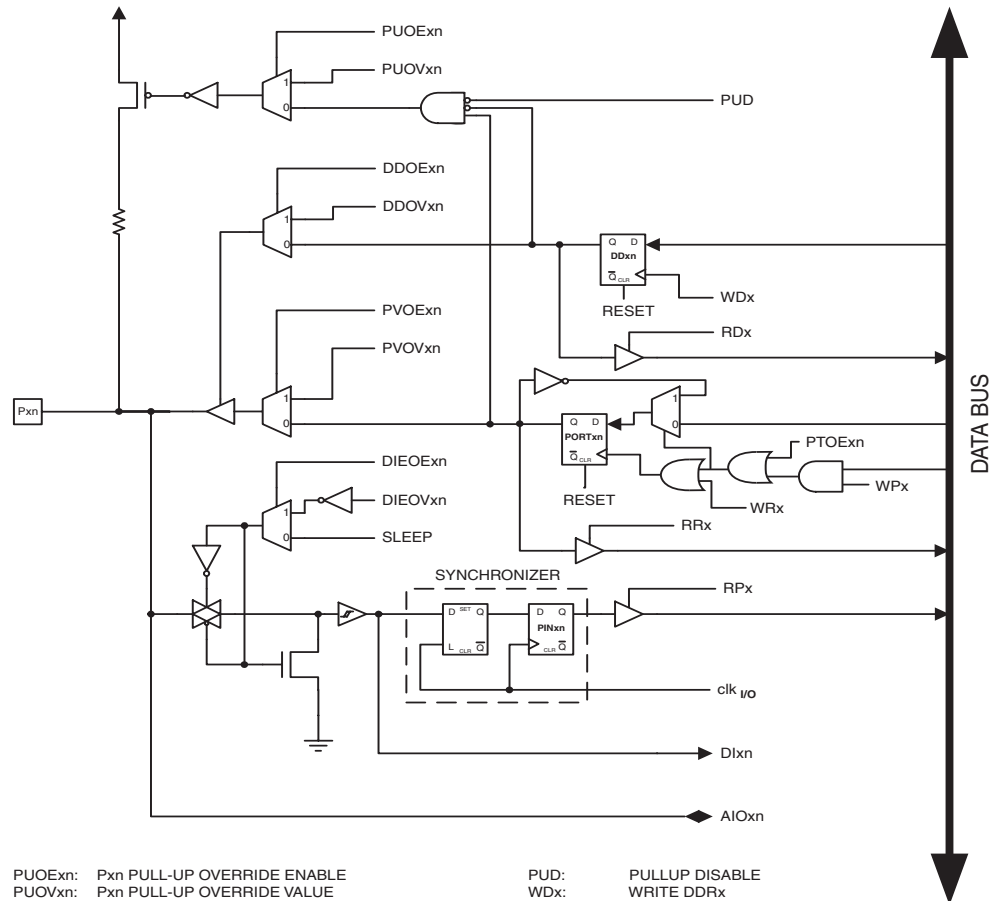 PUOExn
PUOVxn
1
0
PUD
DDOExn
DDOVxn
1
0
Q D
DDxn
Q CLR
WDx
RESET
RDx
PVOExn
PVOVxn
1
0
Pxn
1
0
Q D
PORTxn
Q CLR
PTOExn
RESET
WRx
WPx
DATA BUS
DIEOExn
DIEOVxn
1
0
SLEEP
RRx
SYNCHRONIZER
RPx
D SET Q
L CLR Q
D Q
PINxn
CLR Q
clk I/O
DIxn
AIOxn
PUOExn: Pxn PULL-UP OVERRIDE ENABLE
PUOVxn: Pxn PULL-UP OVERRIDE VALUE
PUD: PULLUP DISABLE
WDx: WRITE DDRx